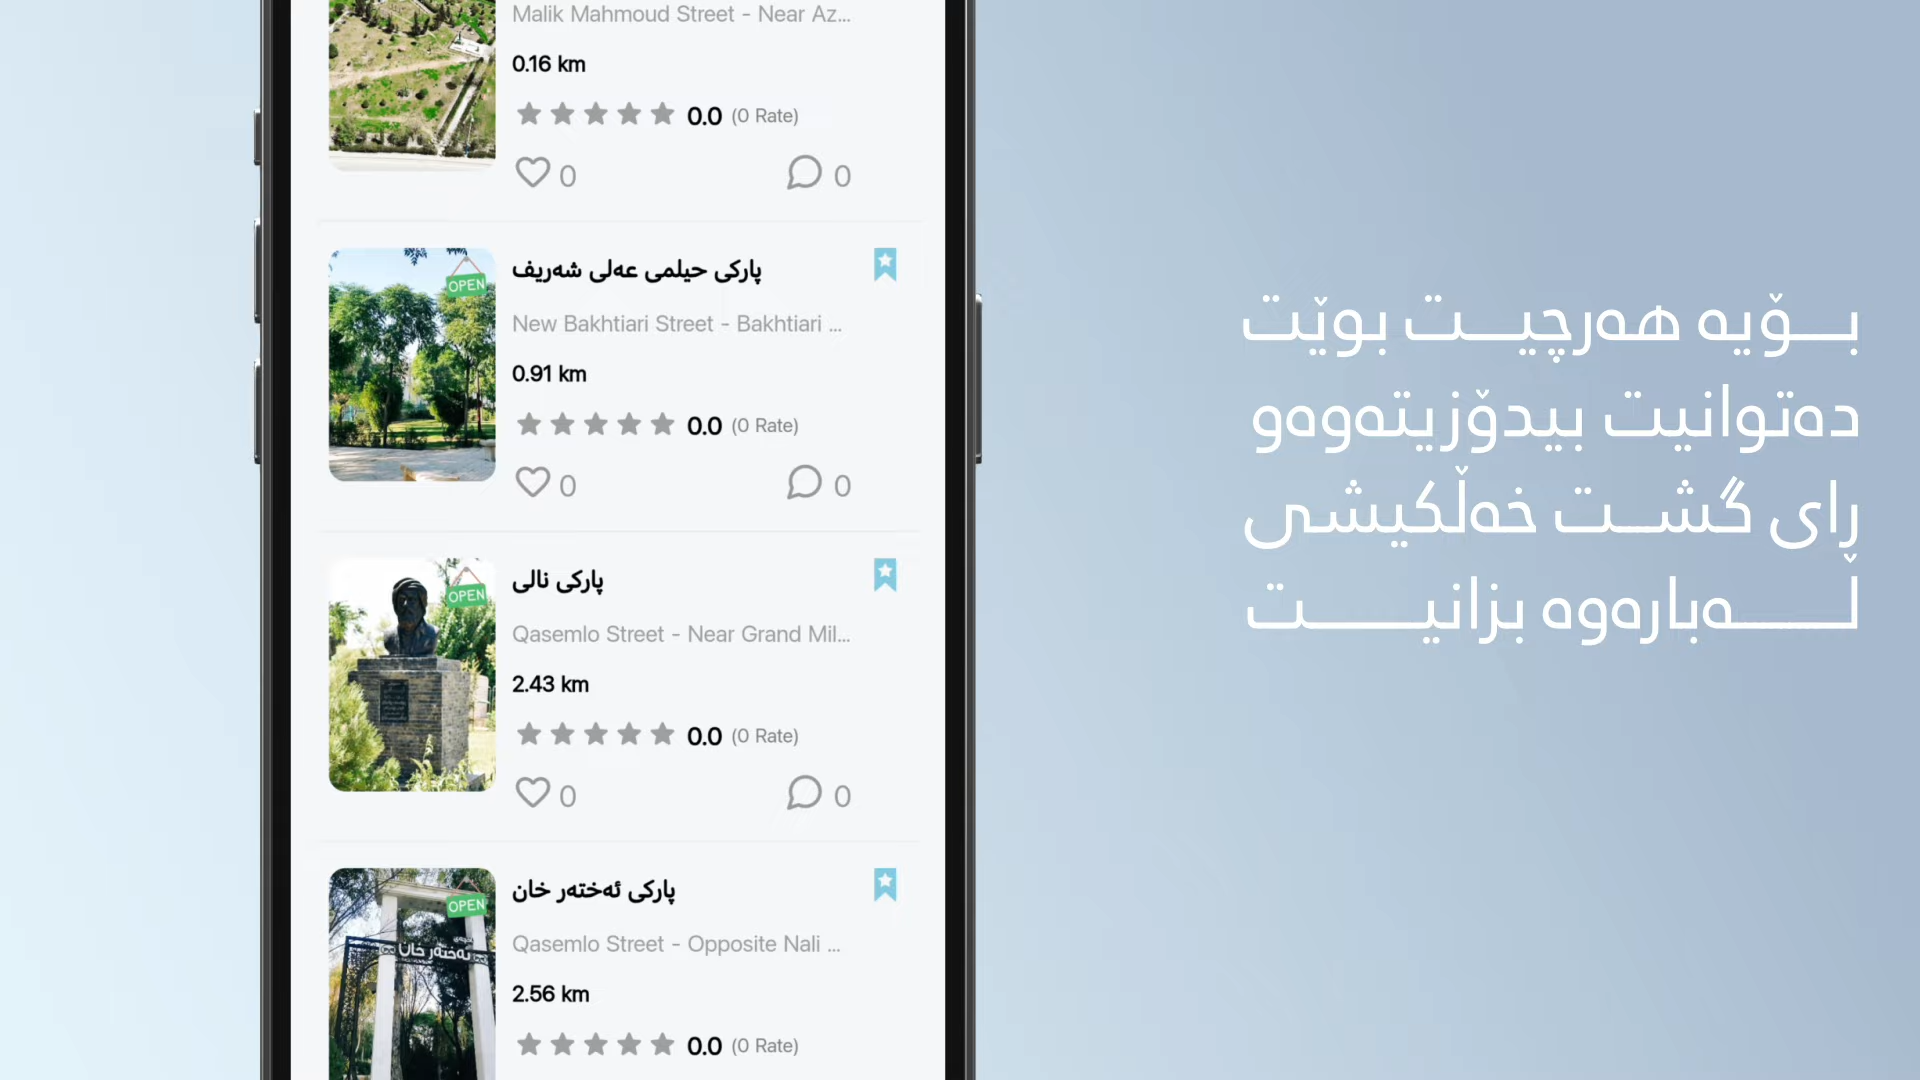 Malik Mahmoud Street - Near Az...
0.16 km
0.0 (0 Rate)
0 0
OPEN
پارکی حیلمی عەلی شەریف
New Bakhtiari Street - Bakhtiari ...
0.91 km
0.0 (0 Rate)
0 0
OPEN
پارکی نالی
Qasemlo Street - Near Grand Mil...
2.43 km
0.0 (0 Rate)
0 0
OPEN
پارکی ئەختەر خان
ئەختەر خان
Qasemlo Street - Opposite Nali ...
2.56 km
0.0 (0 Rate)
بـــۆیە هەرچیـــت بوێت
دەتوانیت بیدۆزیتەوەو
ڕای گشـــت خەڵکیشی
لـــــەبارەوە بزانیـــــت